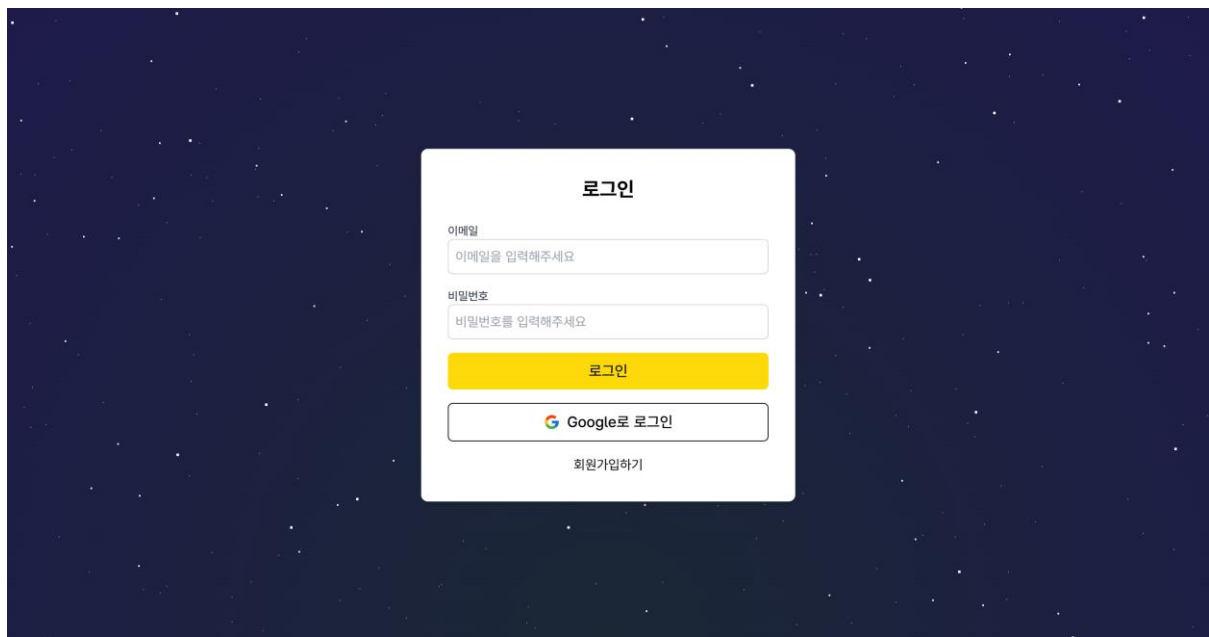 로그인
이메일
이메일을 입력해주세요
비밀번호
비밀번호를 입력해주세요
로그인
Google로 로그인
회원가입하기